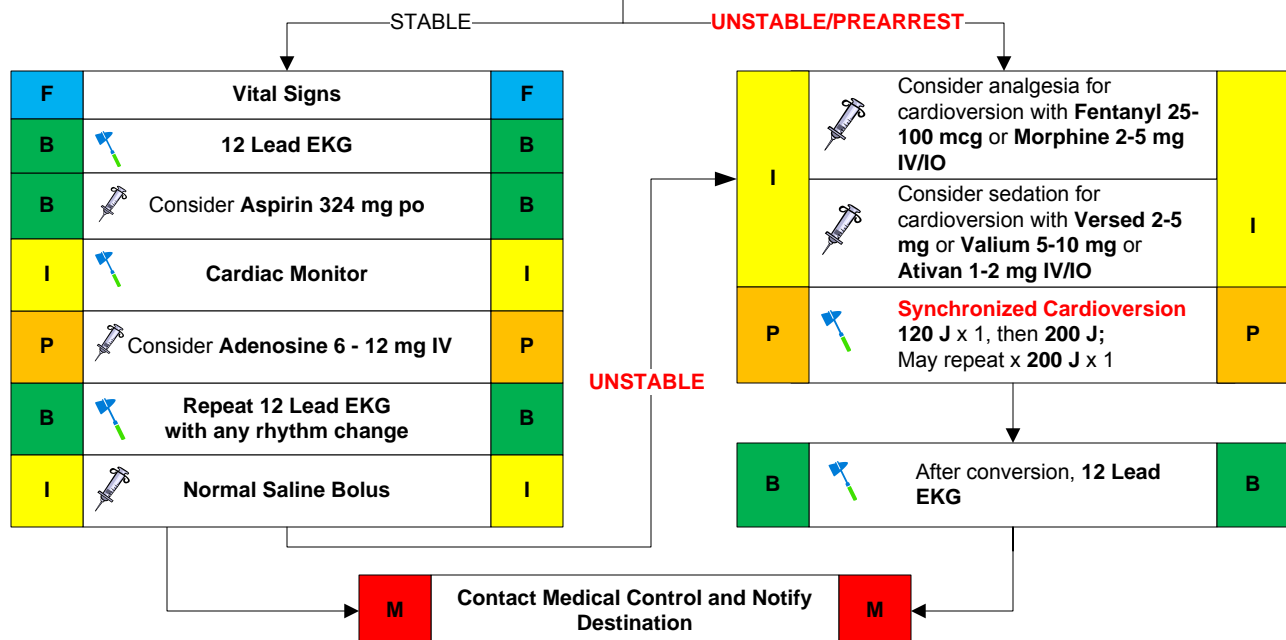 STABLE
UNSTABLE/PREARREST
F Vital Signs F
B 12 Lead EKG B
B Consider Aspirin 324 mg po B
I Cardiac Monitor I
P Consider Adenosine 6 - 12 mg IV P
B Repeat 12 Lead EKG
with any rhythm change B
I Normal Saline Bolus I
UNSTABLE
I Consider analgesia for
cardioversion with Fentanyl 25-
100 mcg or Morphine 2-5 mg
IV/IO
Consider sedation for
cardioversion with Versed 2-5
mg or Valium 5-10 mg or
Ativan 1-2 mg IV/IO I
P Synchronized Cardioversion
120 J x 1, then 200 J;
May repeat x 200 J x 1 P
B After conversion, 12 Lead
EKG B
M Contact Medical Control and Notify
Destination M